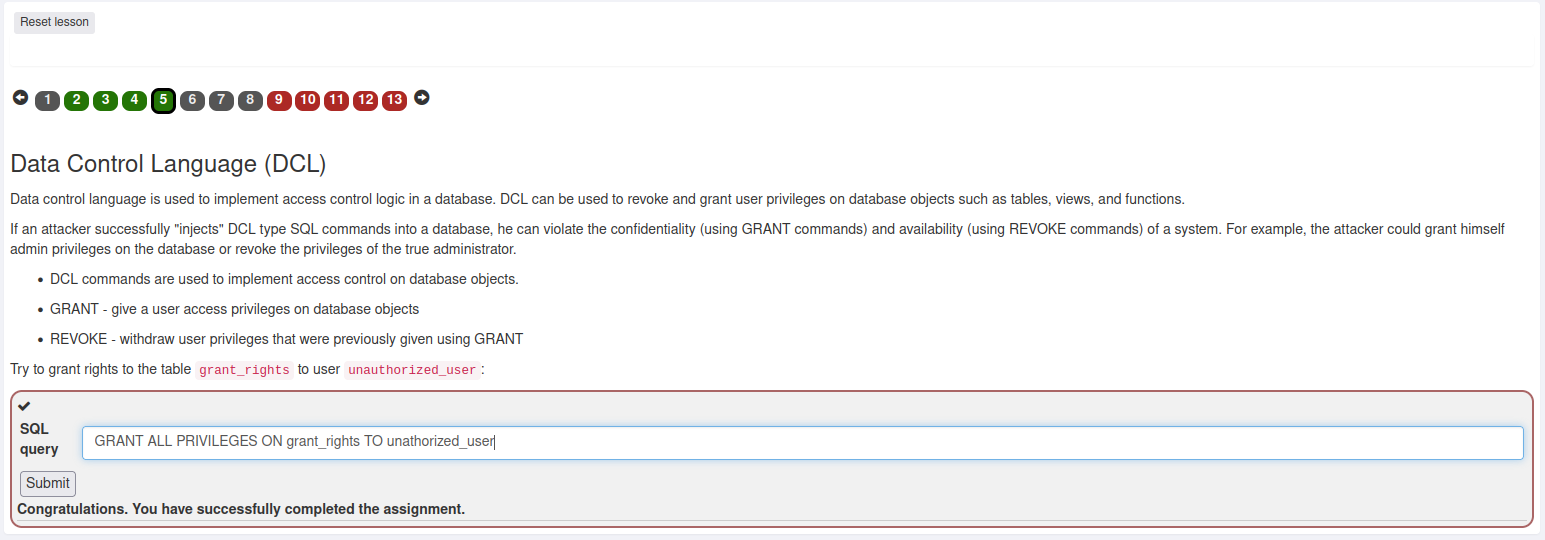 Reset lesson
1 2 3 4 5 6 7 8 9 10 11 12 13
Data Control Language (DCL)
Data control language is used to implement access control logic in a database. DCL can be used to revoke and grant user privileges on database objects such as tables, views, and functions.
If an attacker successfully "injects" DCL type SQL commands into a database, he can violate the confidentiality (using GRANT commands) and availability (using REVOKE commands) of a system. For example, the attacker could grant himself
admin privileges on the database or revoke the privileges of the true administrator.
• DCL commands are used to implement access control on database objects.
• GRANT - give a user access privileges on database objects
• REVOKE - withdraw user privileges that were previously given using GRANT
Try to grant rights to the table grant_rights to user unauthorized_user:
SQL
query
GRANT ALL PRIVILEGES ON grant_rights TO unathorized_user
Submit
Congratulations. You have successfully completed the assignment.